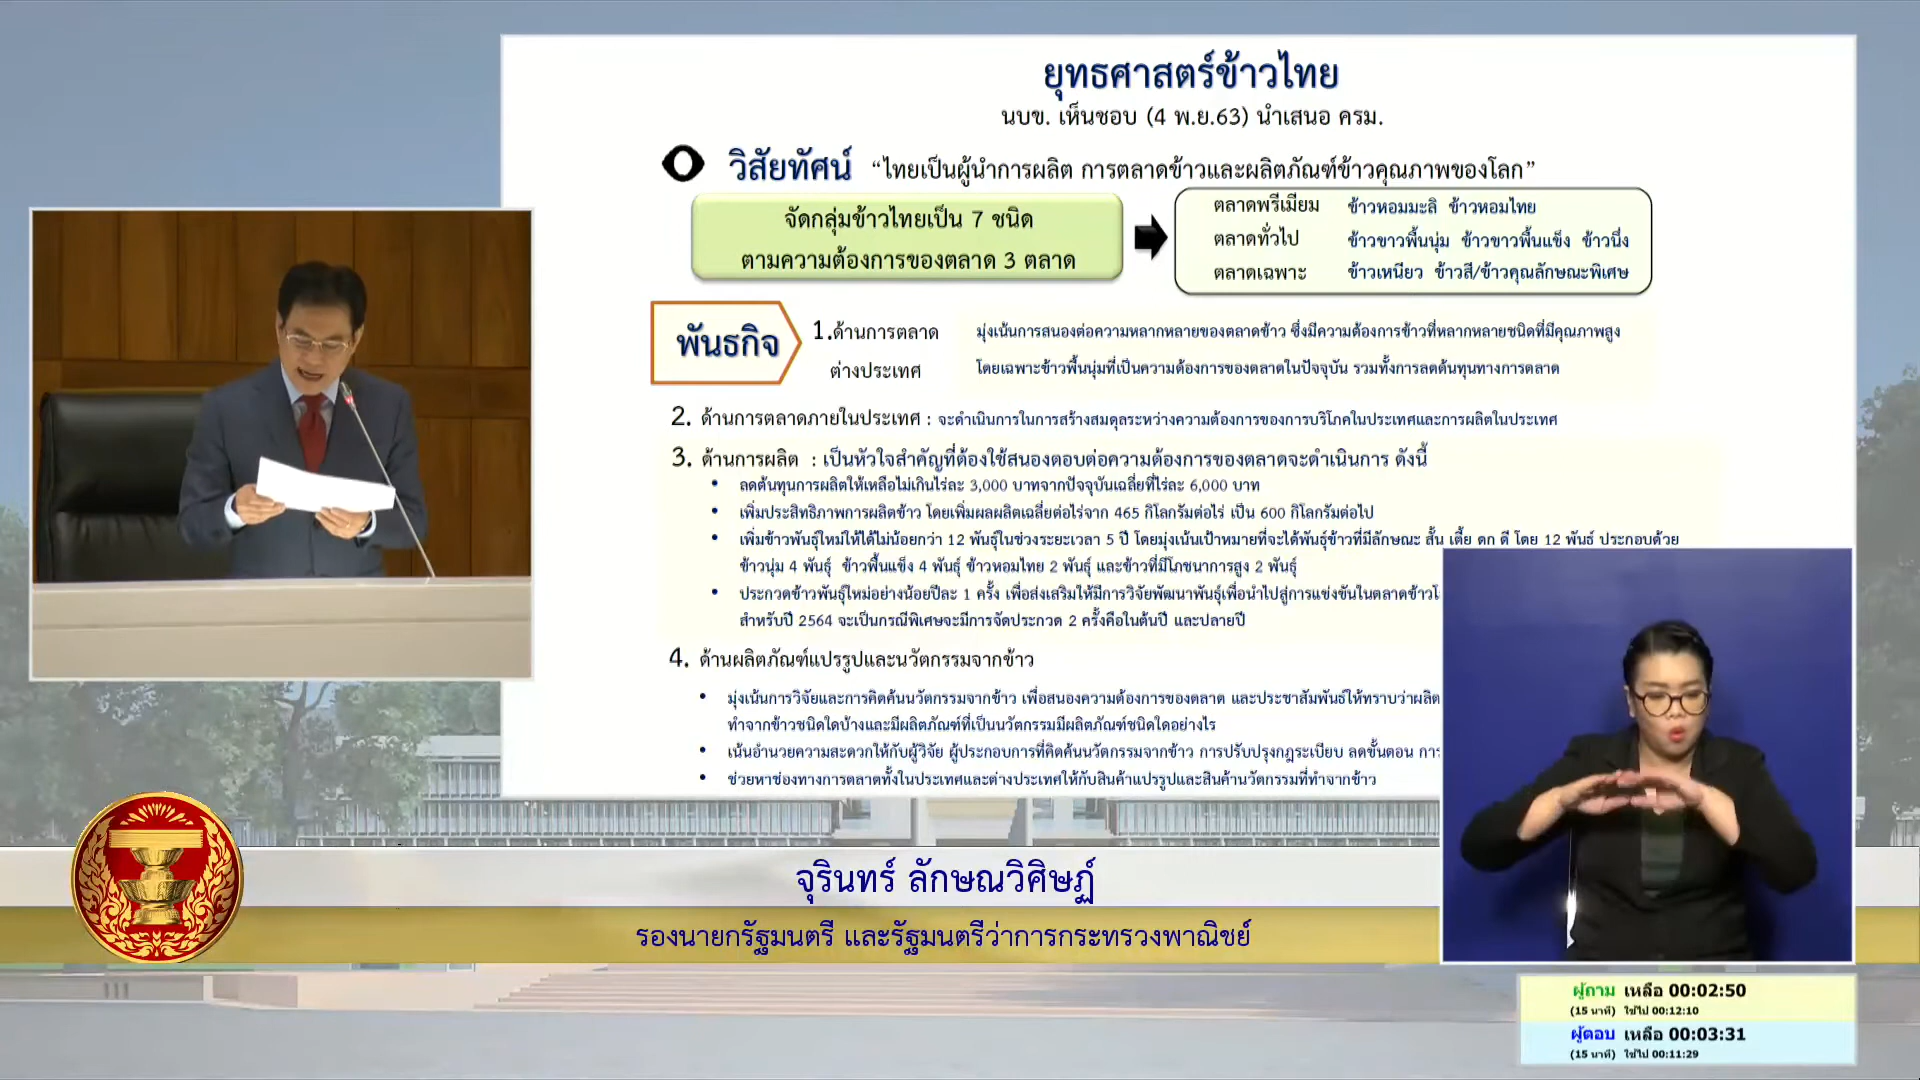 ยุทธศาสตร์ข้าวไทย
นบข. เห็นชอบ (4 พ.ย.63) นำเสนอ ครม.
วิสัยทัศน์ “ไทยเป็นผู้นำการผลิต การตลาดข้าวและผลิตภัณฑ์ข้าวคุณภาพของโลก”
จัดกลุ่มข้าวไทยเป็น 7 ชนิด
ตามความต้องการของตลาด 3 ตลาด
ตลาดพรีเมียม ข้าวหอมมะลิ ข้าวหอมไทย
ตลาดทั่วไป ข้าวขาวพื้นนุ่ม ข้าวขาวพื้นแข็ง ข้าวนึ่ง
ตลาดเฉพาะ ข้าวเหนียว ข้าวสี/ข้าวคุณลักษณะพิเศษ
พันธกิจ
1.ด้านการตลาด
ต่างประเทศ
มุ่งเน้นการสนองต่อความหลากหลายของตลาดข้าว ซึ่งมีความต้องการข้าวที่หลากหลายชนิดที่มีคุณภาพสูง
โดยเฉพาะข้าวพื้นนุ่มที่เป็นความต้องการของตลาดในปัจจุบัน รวมทั้งการลดต้นทุนทางการตลาด
2. ด้านการตลาดภายในประเทศ : จะดำเนินการในการสร้างสมดุลระหว่างความต้องการของการบริโภคในประเทศและการผลิตในประเทศ
3. ด้านการผลิต : เป็นหัวใจสำคัญที่ต้องใช้สนองตอบต่อความต้องการของตลาดจะดำเนินการ ดังนี้
• ลดต้นทุนการผลิตให้เหลือไม่เกินไร่ละ 3,000 บาทจากปัจจุบันเฉลี่ยที่ไร่ละ 6,000 บาท
• เพิ่มประสิทธิภาพการผลิตข้าว โดยเพิ่มผลผลิตเฉลี่ยต่อไร่จาก 465 กิโลกรัมต่อไร่ เป็น 600 กิโลกรัมต่อไป
• เพิ่มข้าวพันธุ์ใหม่ให้ได้ไม่น้อยกว่า 12 พันธุ์ในช่วงระยะเวลา 5 ปี โดยมุ่งเน้นเป้าหมายที่จะได้พันธุ์ข้าวที่มีลักษณะ สั้น เตี้ย ดก ดี โดย 12 พันธ์ ประกอบด้วย
ข้าวนุ่ม 4 พันธุ์ ข้าวพื้นแข็ง 4 พันธุ์ ข้าวหอมไทย 2 พันธุ์ และข้าวที่มีโภชนาการสูง 2 พันธุ์
• ประกวดข้าวพันธุ์ใหม่อย่างน้อยปีละ 1 ครั้ง เพื่อส่งเสริมให้มีการวิจัยพัฒนาพันธุ์เพื่อนำไปสู่การแข่งขันในตลาดข้าว
สำหรับปี 2564 จะเป็นกรณีพิเศษจะมีการจัดประกวด 2 ครั้งคือในต้นปี และปลายปี
4. ด้านผลิตภัณฑ์แปรรูปและนวัตกรรมจากข้าว
• มุ่งเน้นการวิจัยและการคิดค้นนวัตกรรมจากข้าว เพื่อสนองความต้องการของตลาด และประชาสัมพันธ์ให้ทราบว่าผลิต
ทำจากข้าวชนิดใดบ้างและมีผลิตภัณฑ์ที่เป็นนวัตกรรมมีผลิตภัณฑ์ชนิดใดอย่างไร
• เน้นอำนวยความสะดวกให้กับผู้วิจัย ผู้ประกอบการที่คิดค้นนวัตกรรมจากข้าว การปรับปรุงกฎระเบียบ ลดขั้นตอน
• ช่วยหาช่องทางการตลาดทั้งในประเทศและต่างประเทศให้กับสินค้าแปรรูปและสินค้านวัตกรรมที่ทำจากข้าว
จุรินทร์ ลักษณวิศิษฏ์
รองนายกรัฐมนตรี และรัฐมนตรีว่าการกระทรวงพาณิชย์
ผู้ถาม เหลือ 00:02:50
(15 นาที) ใช้ไป 00:12:10
ผู้ตอบ เหลือ 00:03:31
(15 นาที) ใช้ไป 00:11:29